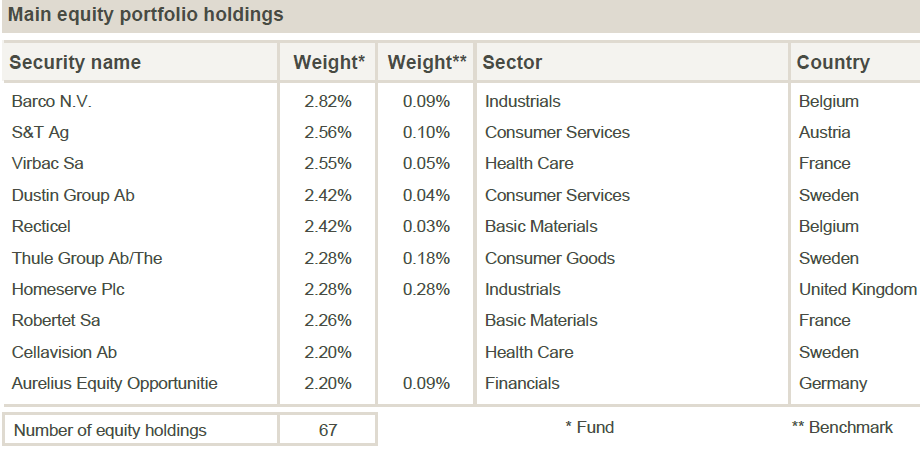 Main equity portfolio holdings
Security name Weight* Weight** Sector Country
Barco N.V. 2.82% 0.09% Industrials Belgium
S&T Ag 2.56% 0.10% Consumer Services Austria
Virbac Sa 2.55% 0.05% Health Care France
Dustin Group Ab 2.42% 0.04% Consumer Services Sweden
Recticel 2.42% 0.03% Basic Materials Belgium
Thule Group Ab/The 2.28% 0.18% Consumer Goods Sweden
Homeserve Plc 2.28% 0.28% Industrials United Kingdom
Robertet Sa 2.26% Basic Materials France
Cellavision Ab 2.20% Health Care Sweden
Aurelius Equity Opportunitie 2.20% 0.09% Financials Germany
Number of equity holdings 67 * Fund ** Benchmark